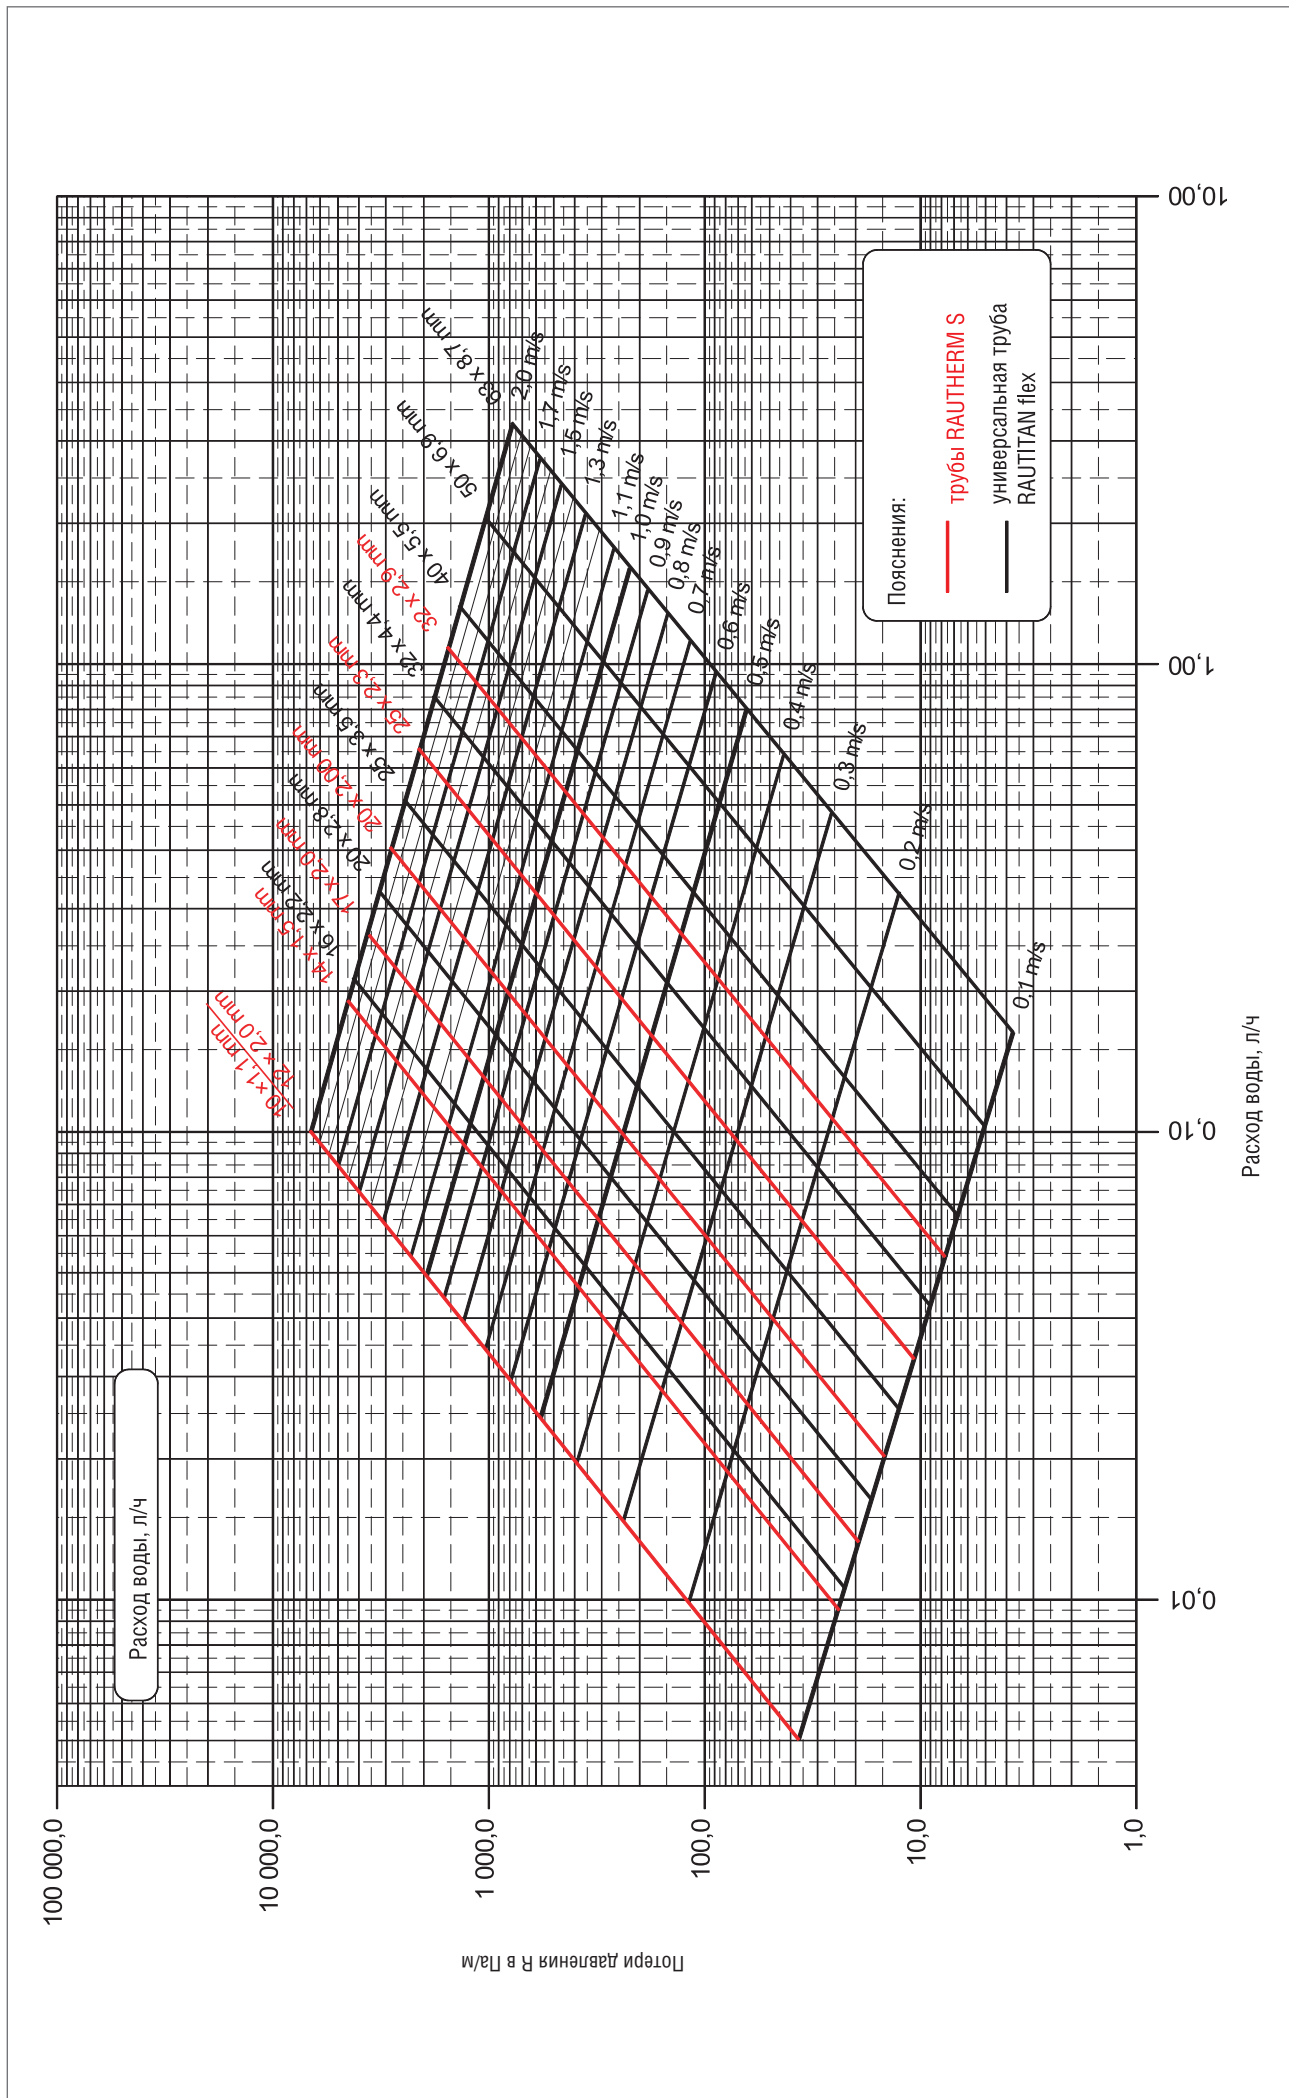 Расход воды, л/ч
100 000,0
10 000,0
1 000,0
100,0
10,0
1,0
Потери давления R в Па/м
10 x 1,1 mm
12 x 2,0 mm
14 x 1,5 mm
16 x 2,2 mm
17 x 2,0 mm
20 x 2,8 mm
20 x 2,00 mm
25 x 3,5 mm
25 x 2,3 mm
32 x 4,4 mm
32 x 2,9 mm
40 x 5,5 mm
50 x 6,9 mm
63 x 8,7 mm
2,0 m/s
1,7 m/s
1,5 m/s
1,3 m/s
1,1 m/s
1,0 m/s
0,9 m/s
0,8 m/s
0,7 m/s
0,6 m/s
0,5 m/s
0,4 m/s
0,3 m/s
0,2 m/s
0,1 m/s
Пояснения:
трубы RAUTHERM S
универсальная труба
RAUTITAN flex
0,01
0,10
1,00
10,00
Расход воды, л/ч